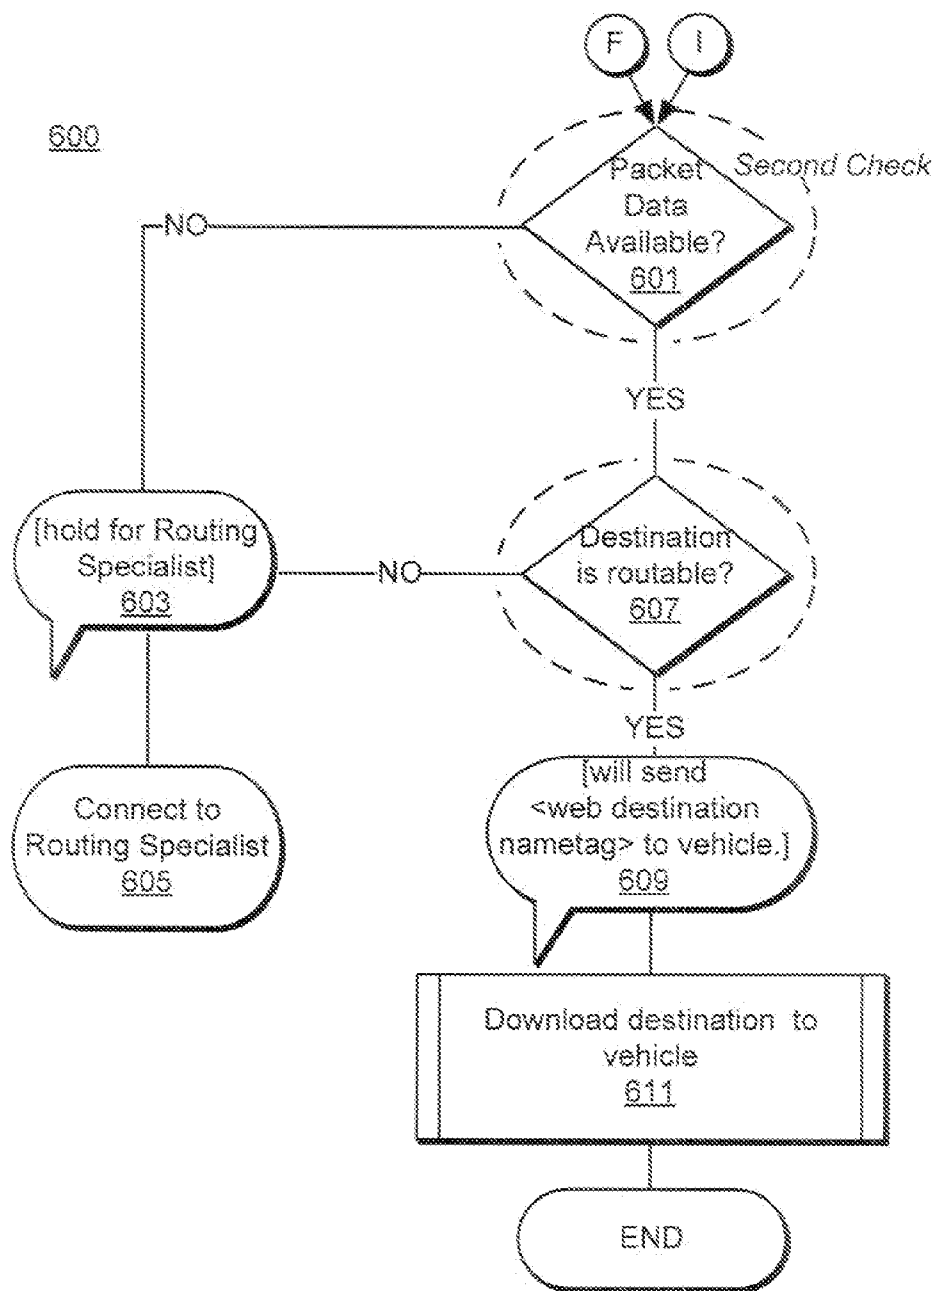 F I
600
Second Check
Packet
Data
Available?
601
NO
YES
[hold for Routing
Specialist]
603
NO
Destination
is routable?
607
YES
Connect to
Routing Specialist
605
[will send
<web destination
nametag> to vehicle.]
609
Download destination to
vehicle
611
END